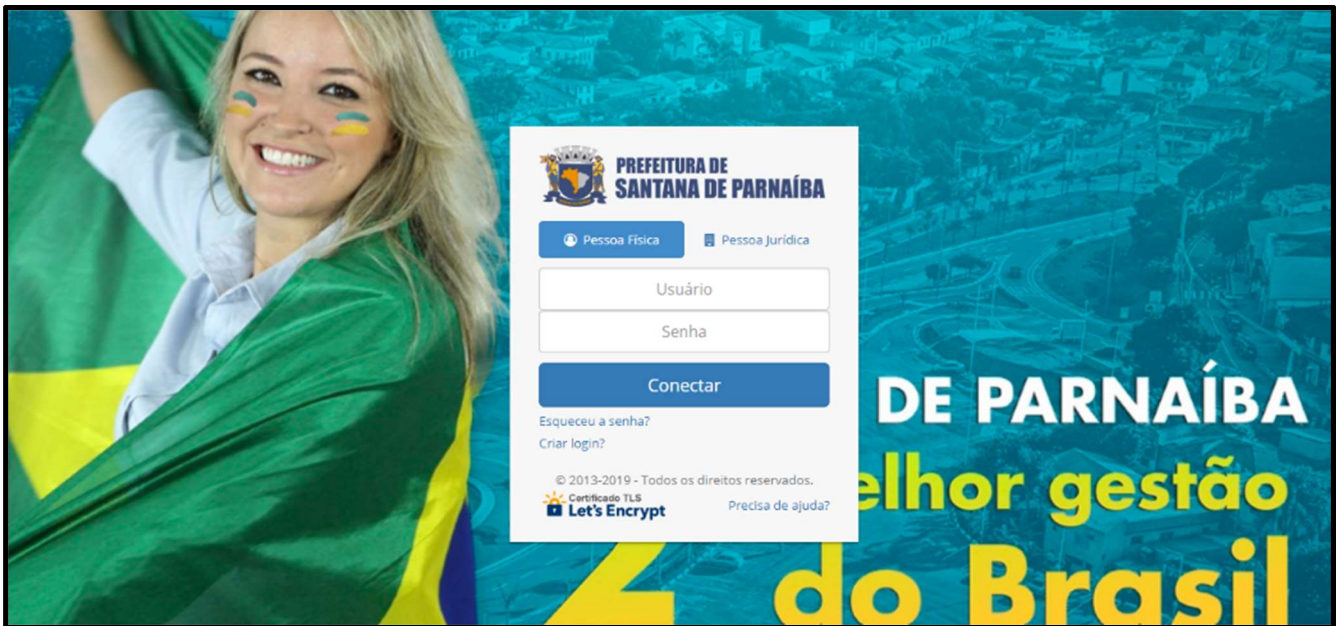 PREFEITURA DE
SANTANA DE PARNAÍBA
Pessoa Física
Pessoa Jurídica
Usuário
Senha
Conectar
Esqueceu a senha?
Criar login?
© 2013-2019 - Todos os direitos reservados.
Certificado TLS
Let's Encrypt
Precisa de ajuda?
DE PARNAÍBA
elhor gestão
do Brasil